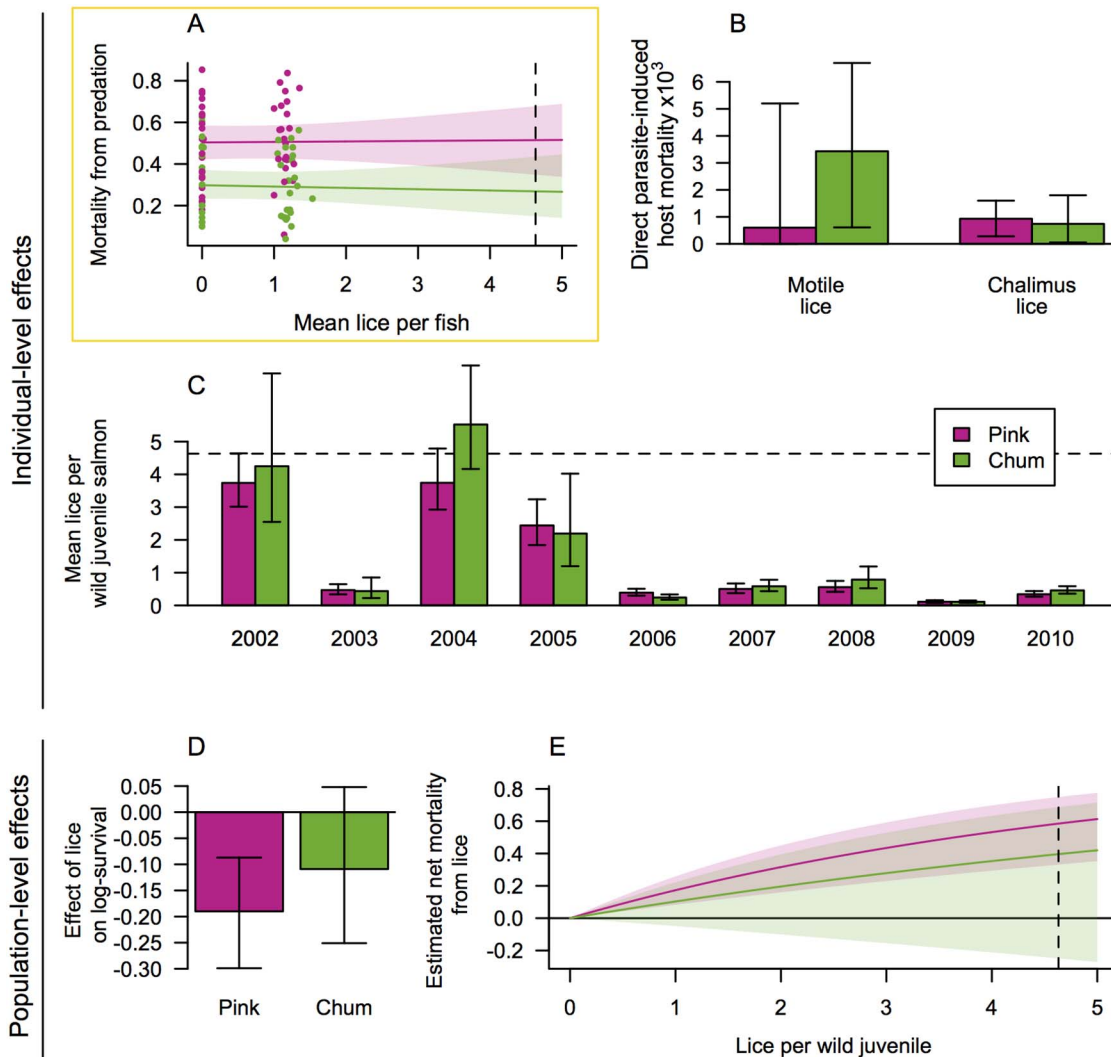 Individual-level effects
A
Mortality from predation
0.8
0.6
0.4
0.2
0 1 2 3 4 5
Mean lice per fish
B
Direct parasite-induced
host mortality x10³
6
5
4
3
2
1
0
Motile
lice
Chalimus
lice
C
Mean lice per
wild juvenile salmon
5
4
3
2
1
0
2002 2003 2004 2005 2006 2007 2008 2009 2010
Pink
Chum
Population-level effects
D
Effect of lice
on log-survival
0.05
0.00
-0.05
-0.10
-0.15
-0.20
-0.25
-0.30
Pink Chum
E
Estimated net mortality
from lice
0.8
0.6
0.4
0.2
0.0
-0.2
0 1 2 3 4 5
Lice per wild juvenile